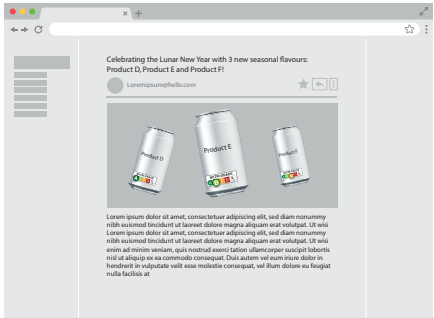 Celebrating the Lunar New Year with 3 new seasonal flavours:
Product D, Product E and Product F!
Loremipsum@hello.com
Product D
Product E
Product F
Lorem ipsum dolor sit amet, consectetuer adipiscing elit, sed diam nonummy
nibh euismod tincidunt ut laoreet dolore magna aliquam erat volutpat. Ut wisi
Lorem ipsum dolor sit amet, consectetuer adipiscing elit, sed diam nonummy
nibh euismod tincidunt ut laoreet dolore magna aliquam erat volutpat. Ut wisi
enim ad minim veniam, quis nostrud exerci tation ullamcorper suscipit lobortis
nisl ut aliquip ex ea commodo consequat. Duis autem vel eum iriure dolor in
hendrerit in vulputate velit esse molestie consequat, vel illum dolore eu feugiat
nulla facilisis at